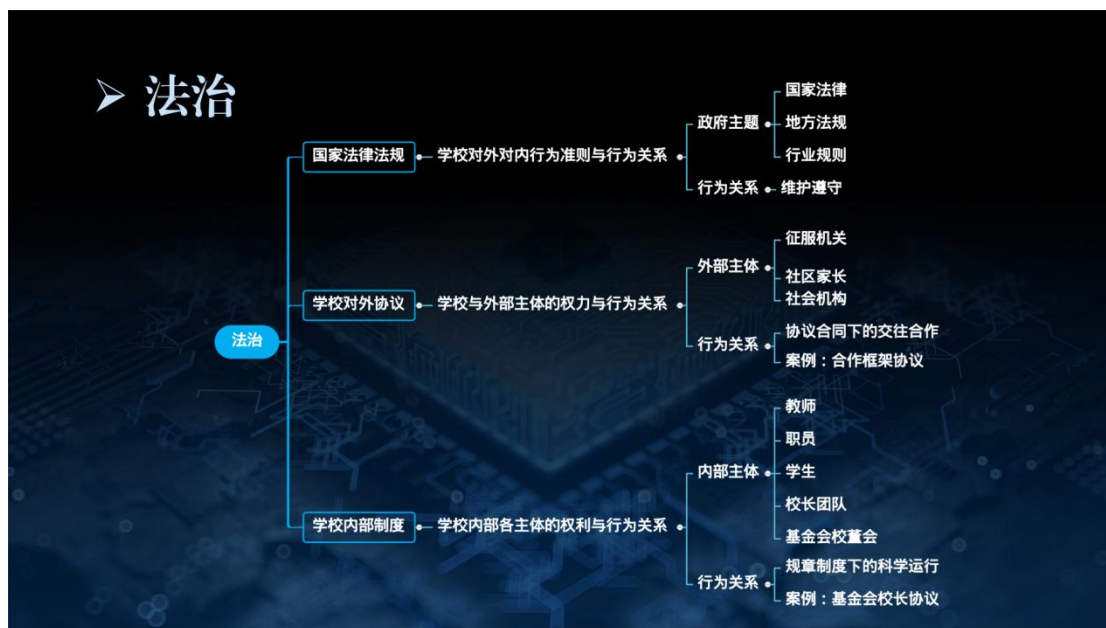 法治
法治
国家法律法规
学校对外对内行为准则与行为关系
政府主题
国家法律
地方法规
行业规则
行为关系
维护遵守
学校对外协议
学校与外部主体的权力与行为关系
外部主体
征服机关
社区家长
社会机构
行为关系
协议合同下的交往合作
案例：合作框架协议
学校内部制度
学校内部各主体的权利与行为关系
内部主体
教师
职员
学生
校长团队
基金会校董会
行为关系
规章制度下的科学运行
案例：基金会校长协议